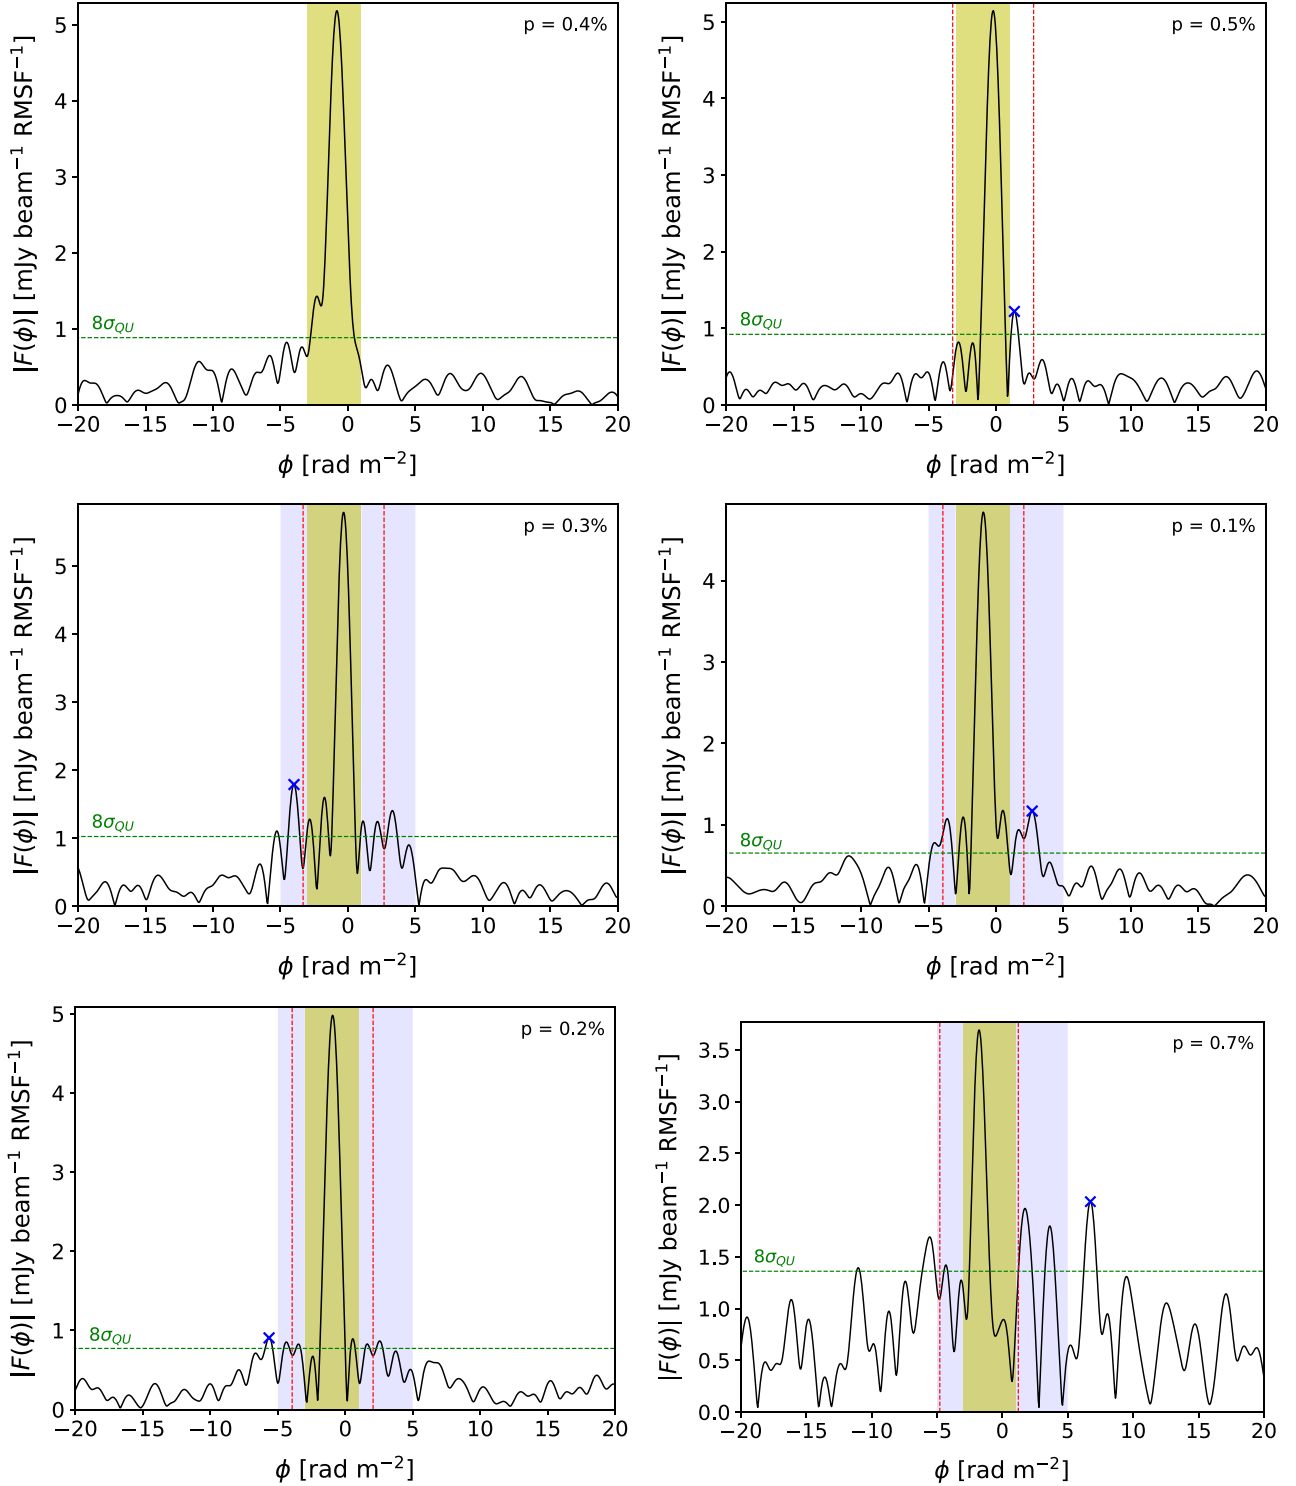 p = 0.4%
|F(ϕ)| [mJy beam⁻¹ RMSF⁻¹]
5
4
3
2
1
0
8σ_QU
−20 −15 −10 −5 0 5 10 15 20
ϕ [rad m⁻²]
p = 0.5%
|F(ϕ)| [mJy beam⁻¹ RMSF⁻¹]
5
4
3
2
1
0
8σ_QU
−20 −15 −10 −5 0 5 10 15 20
ϕ [rad m⁻²]
p = 0.3%
|F(ϕ)| [mJy beam⁻¹ RMSF⁻¹]
5
4
3
2
1
0
8σ_QU
−20 −15 −10 −5 0 5 10 15 20
ϕ [rad m⁻²]
p = 0.1%
|F(ϕ)| [mJy beam⁻¹ RMSF⁻¹]
4
3
2
1
0
8σ_QU
−20 −15 −10 −5 0 5 10 15 20
ϕ [rad m⁻²]
p = 0.2%
|F(ϕ)| [mJy beam⁻¹ RMSF⁻¹]
5
4
3
2
1
0
8σ_QU
−20 −15 −10 −5 0 5 10 15 20
ϕ [rad m⁻²]
p = 0.7%
|F(ϕ)| [mJy beam⁻¹ RMSF⁻¹]
3.5
3.0
2.5
2.0
1.5
1.0
0.5
0.0
8σ_QU
−20 −15 −10 −5 0 5 10 15 20
ϕ [rad m⁻²]